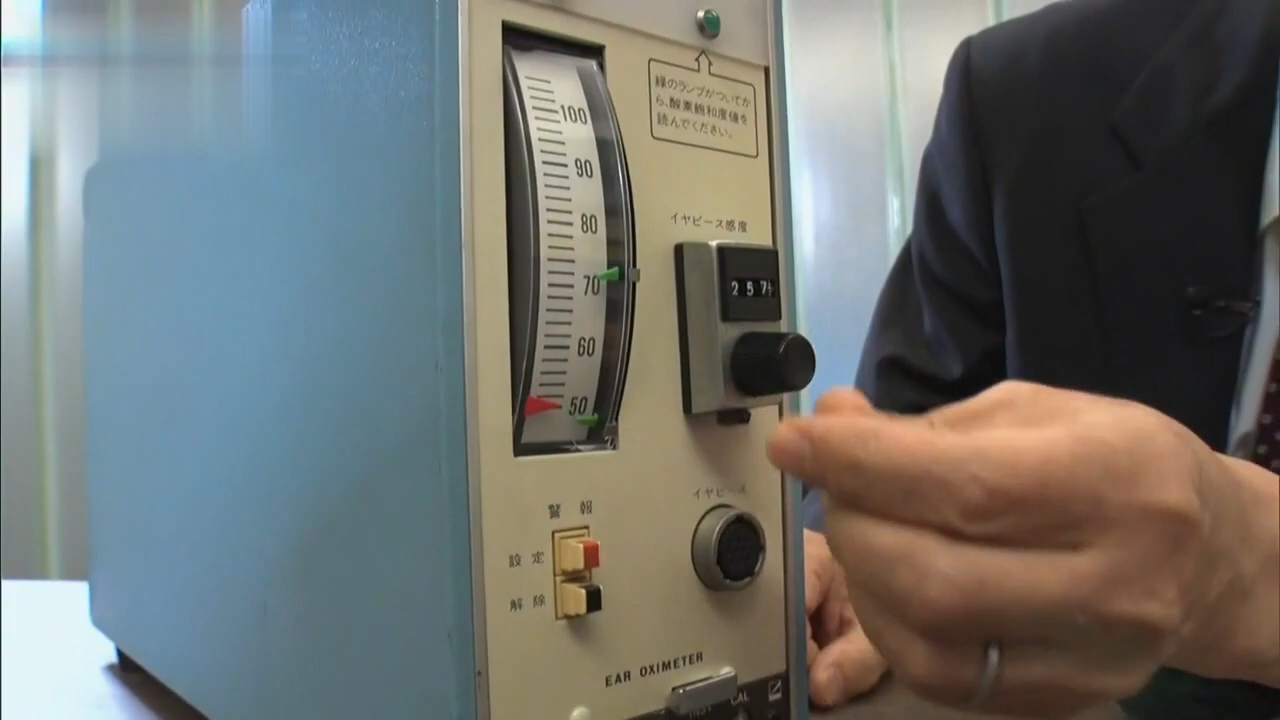 緑のランプがついてか
ら、酸素飽和度値を
読んでください。
100
90
80
70
60
50
イヤピース感度
2 5 7
イヤピース
警 報
設 定
解 除
EAR OXIMETER
CAL